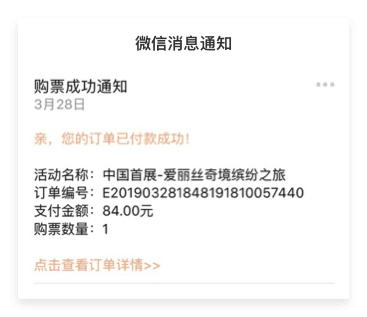 微信消息通知
购票成功通知
3月28日
亲，您的订单已付款成功！
活动名称：中国首展-爱丽丝奇境缤纷之旅
订单编号：E20190328184819181005​7440
支付金额：84.00元
购票数量：1
点击查看订单详情>>